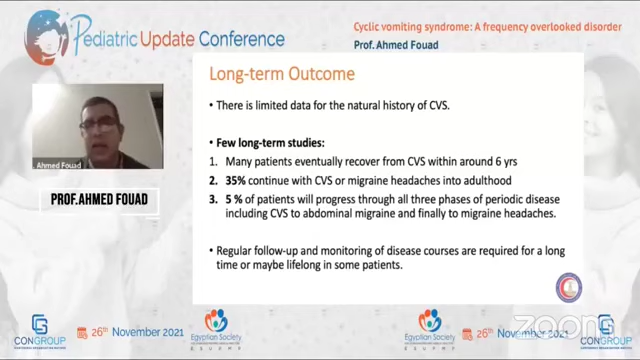 Pediatric Update Conference
Cyclic vomiting syndrome: A frequency overlooked disorder
Prof. Ahmed Fouad
Long-term Outcome
• There is limited data for the natural history of CVS.
• Few long-term studies:
1. Many patients eventually recover from CVS within around 6 yrs
2. 35% continue with CVS or migraine headaches into adulthood
3. 5 % of patients will progress through all three phases of periodic disease
including CVS to abdominal migraine and finally to migraine headaches.
• Regular follow-up and monitoring of disease courses are required for a long
time or maybe lifelong in some patients.
Ahmed Fouad
PROF.AHMED FOUAD
CONGROUP
26th November 2021
Egyptian Society
Egyptian Society
26th November 2021
CONGROUP
zoom